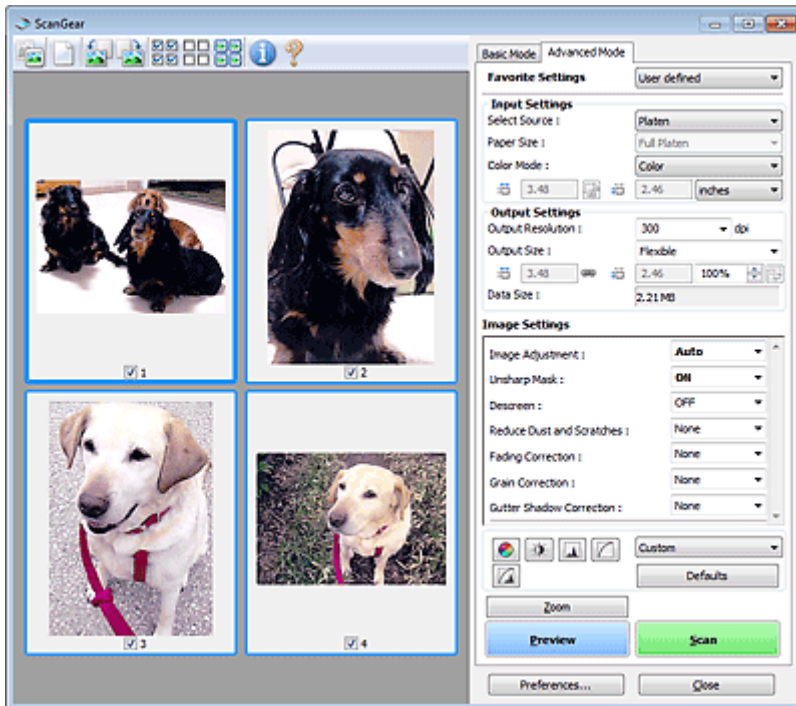 ScanGear
Basic Mode
Advanced Mode
Favorite Settings
User defined
Input Settings
Select Source :
Platen
Paper Size :
Full Platen
Color Mode :
Color
3.48
2.46
inches
Output Settings
Output Resolution :
300
dpi
Output Size :
Flexible
3.48
2.46
100%
Data Size :
2.21 MB
Image Settings
Image Adjustment :
Auto
Unsharp Mask :
ON
Descreen :
OFF
Reduce Dust and Scratches :
None
Fading Correction :
None
Grain Correction :
None
Gutter Shadow Correction :
None
Custom
Defaults
Zoom
Preview
Scan
Preferences...
Close
1
2
3
4